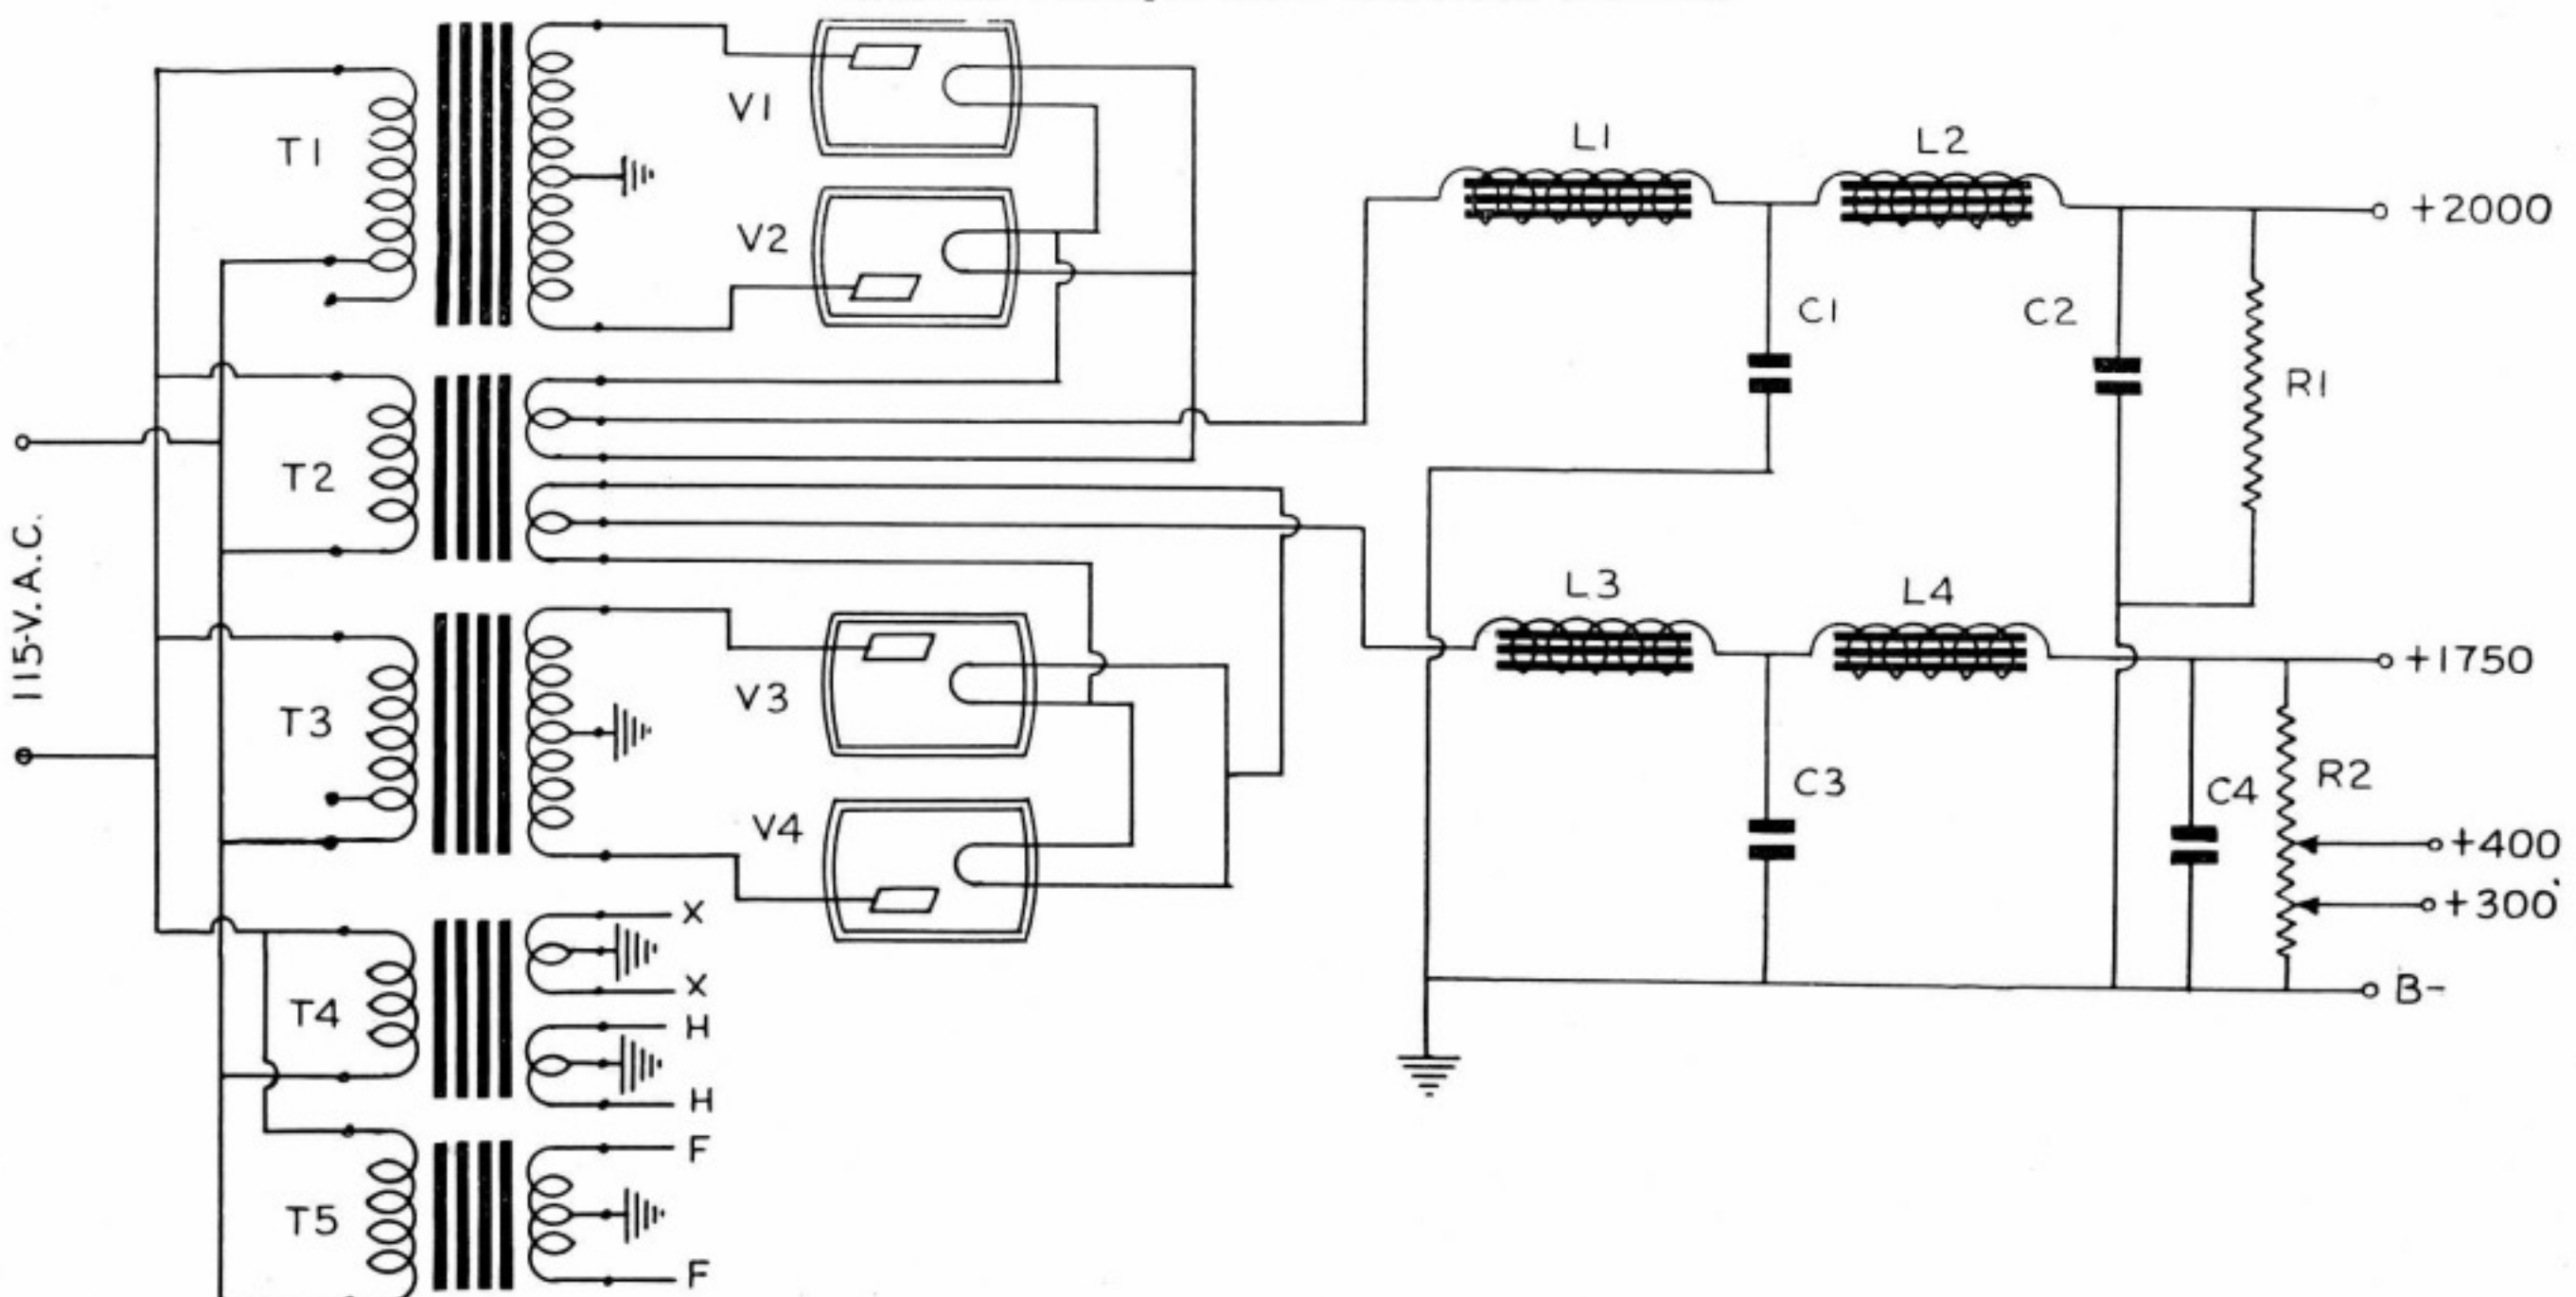 T1
V1
V2
L1
L2
+2000
C1
C2
R1
T2
115-V.A.C.
L3
L4
+1750
T3
V3
V4
C3
C4
R2
+400
+300
B-
X
X
T4
H
H
F
T5
F